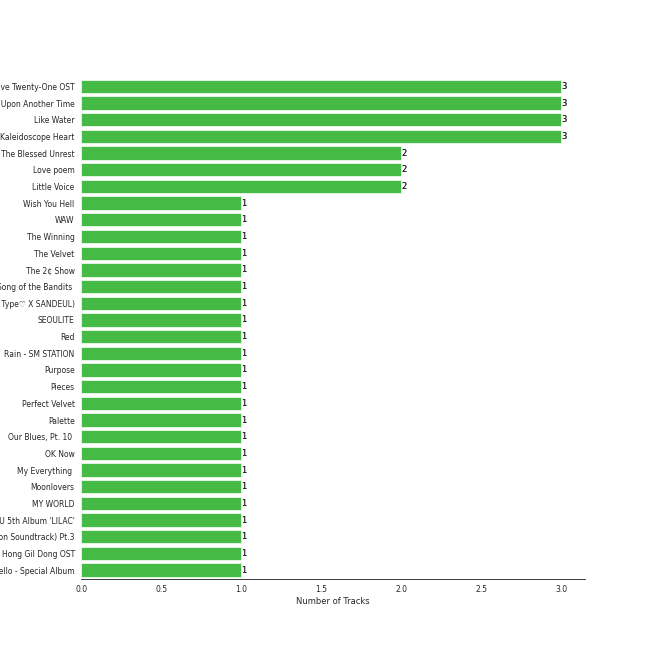 ve Twenty-One OST 3
Upon Another Time 3
Like Water 3
Kaleidoscope Heart 3
The Blessed Unrest 2
Love poem 2
Little Voice 2
Wish You Hell 1
WAW 1
The Winning 1
The Velvet 1
The 2¢ Show 1
Song of the Bandits 1
Type♡ X SANDEUL) 1
SEOULITE 1
Red 1
Rain - SM STATION 1
Purpose 1
Pieces 1
Perfect Velvet 1
Palette 1
Our Blues, Pt. 10 1
OK Now 1
My Everything 1
Moonlovers 1
MY WORLD 1
U 5th Album 'LILAC' 1
on Soundtrack) Pt.3 1
Hong Gil Dong OST 1
ello - Special Album 1
0.0 0.5 1.0 1.5 2.0 2.5 3.0
Number of Tracks